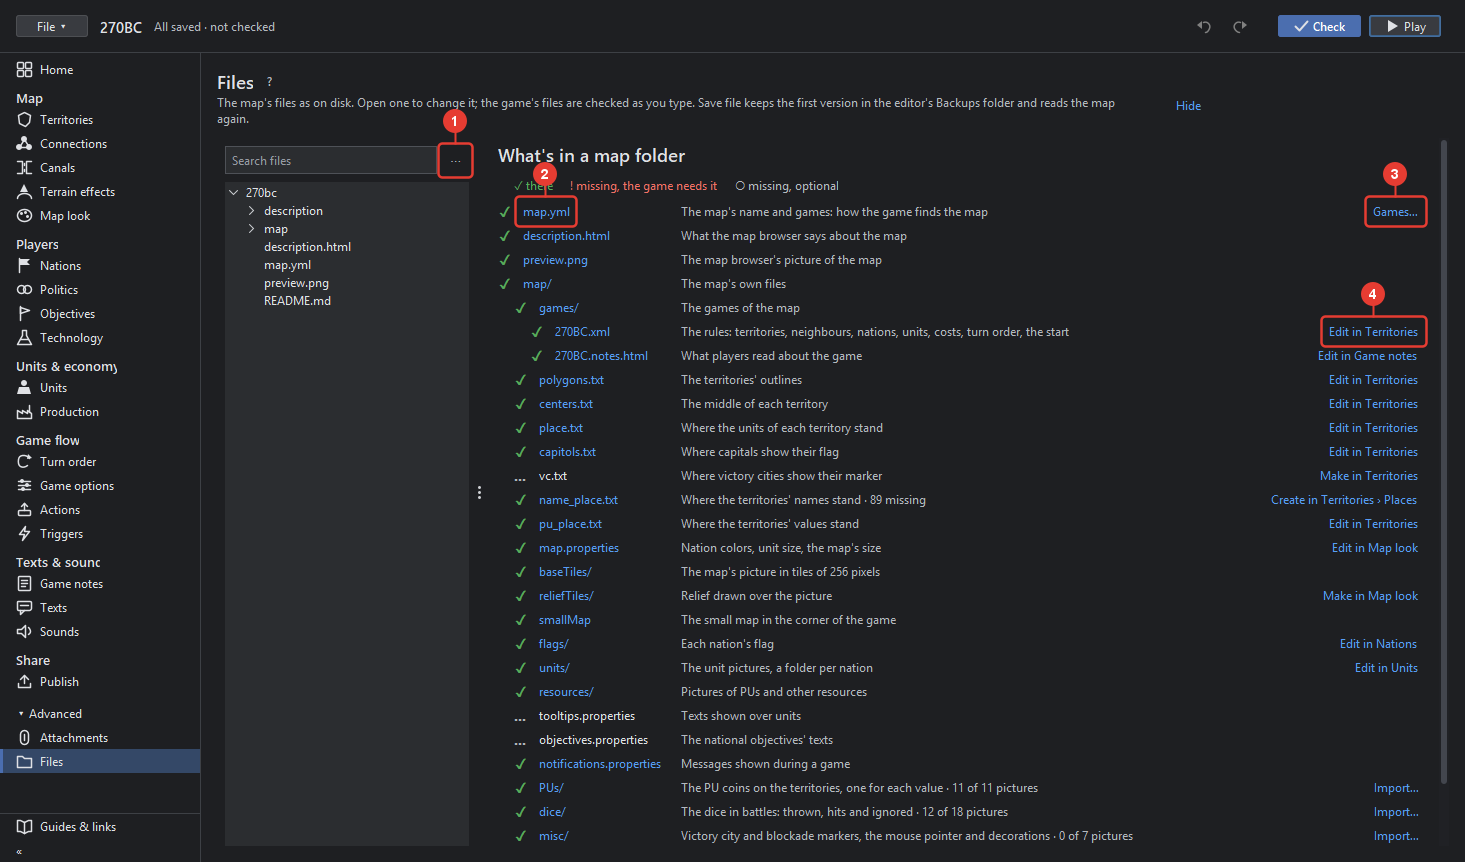 File ▾
270BC
All saved · not checked
Check
Play
Home
Map
Territories
Connections
Canals
Terrain effects
Map look
Players
Nations
Politics
Objectives
Technology
Units & economy
Units
Production
Game flow
Turn order
Game options
Actions
Triggers
Texts & sounc
Game notes
Texts
Sounds
Share
Publish
▾ Advanced
Attachments
Files
Guides & links
«
Files ?
The map's files as on disk. Open one to change it; the game's files are checked as you type. Save file keeps the first version in the editor's Backups folder and reads the map
again.
Hide
1
Search files
...
270bc
description
map
description.html
map.yml
preview.png
README.md
What's in a map folder
2
3
✓ there ! missing, the game needs it O missing, optional
map.yml The map's name and games: how the game finds the map Games...
description.html What the map browser says about the map
preview.png The map browser's picture of the map
map/ The map's own files
4
games/ The games of the map
270BC.xml The rules: territories, neighbours, nations, units, costs, turn order, the start Edit in Territories
270BC.notes.html What players read about the game Edit in Game notes
polygons.txt The territories' outlines Edit in Territories
centers.txt The middle of each territory Edit in Territories
place.txt Where the units of each territory stand Edit in Territories
capitols.txt Where capitals show their flag Edit in Territories
... vc.txt Where victory cities show their marker Make in Territories
name_place.txt Where the territories' names stand · 89 missing Create in Territories › Places
pu_place.txt Where the territories' values stand Edit in Territories
map.properties Nation colors, unit size, the map's size Edit in Map look
baseTiles/ The map's picture in tiles of 256 pixels
reliefTiles/ Relief drawn over the picture Make in Map look
smallMap The small map in the corner of the game
flags/ Each nation's flag Edit in Nations
units/ The unit pictures, a folder per nation Edit in Units
resources/ Pictures of PUs and other resources
... tooltips.properties Texts shown over units
... objectives.properties The national objectives' texts
notifications.properties Messages shown during a game
PUs/ The PU coins on the territories, one for each value · 11 of 11 pictures Import...
dice/ The dice in battles: thrown, hits and ignored · 12 of 18 pictures Import...
misc/ Victory city and blockade markers, the mouse pointer and decorations · 0 of 7 pictures Import...